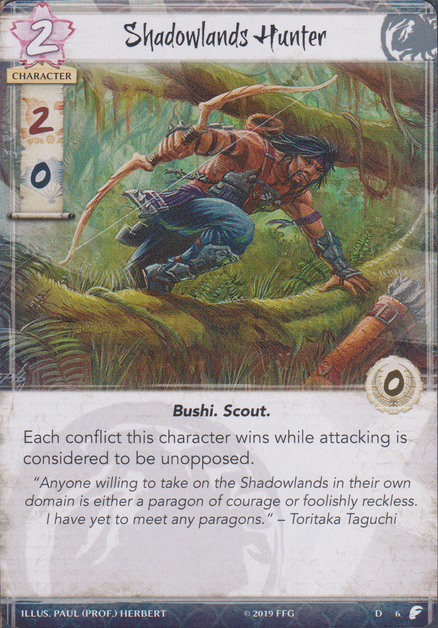 2
Shadowlands Hunter
CHARACTER
2
0
0
Bushi. Scout.
Each conflict this character wins while attacking is
considered to be unopposed.
“Anyone willing to take on the Shadowlands in their own
domain is either a paragon of courage or foolishly reckless.
I have yet to meet any paragons.” – Toritaka Taguchi
ILLUS. PAUL (PROF.) HERBERT © 2019 FFG D 6